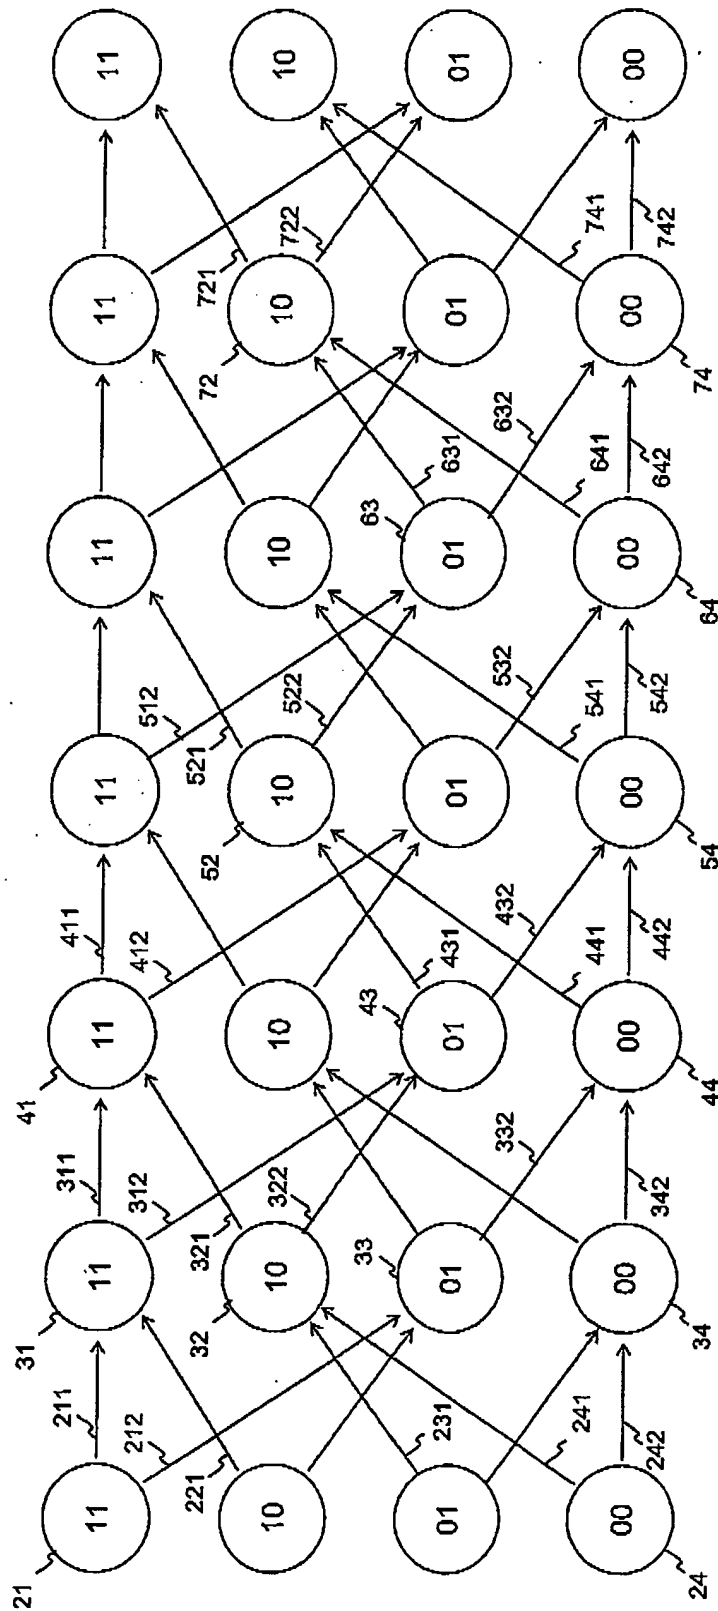 21 31 41
211 311 411
11 11 11 11 11 11 11
212 312 412 512
221 321 521 721
32 52 72
10 10 10 10 10 10 10
322 522 722
33 43 63
01 01 01 01 01 01 01
231 431 631
332 432 532 632
241 441 541 641 741
00 00 00 00 00 00 00
242 342 442 542 642 742
24 34 44 54 64 74